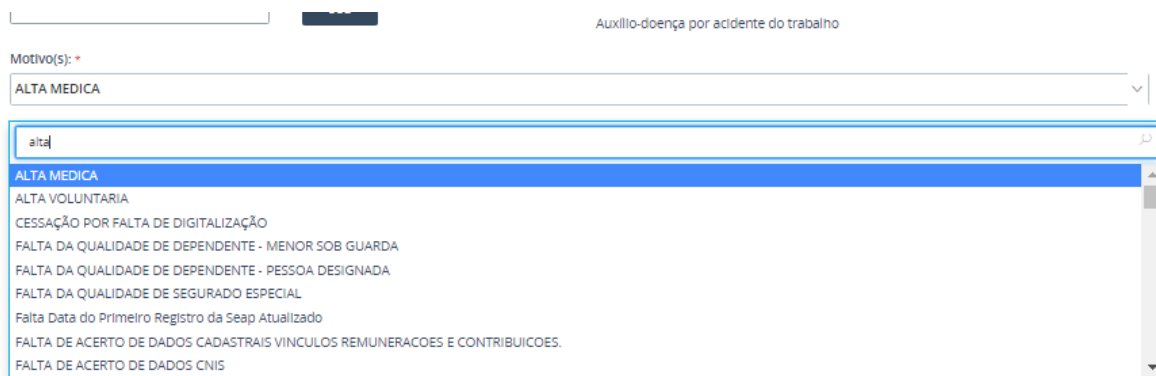 Auxílio-doença por acidente do trabalho
Motivo(s): *
ALTA MEDICA
alta
ALTA MEDICA
ALTA VOLUNTARIA
CESSAÇÃO POR FALTA DE DIGITALIZAÇÃO
FALTA DA QUALIDADE DE DEPENDENTE - MENOR SOB GUARDA
FALTA DA QUALIDADE DE DEPENDENTE - PESSOA DESIGNADA
FALTA DA QUALIDADE DE SEGURADO ESPECIAL
Falta Data do Primeiro Registro da Seap Atualizado
FALTA DE ACERTO DE DADOS CADASTRAIS VINCULOS REMUNERACOES E CONTRIBUICOES.
FALTA DE ACERTO DE DADOS CNIS